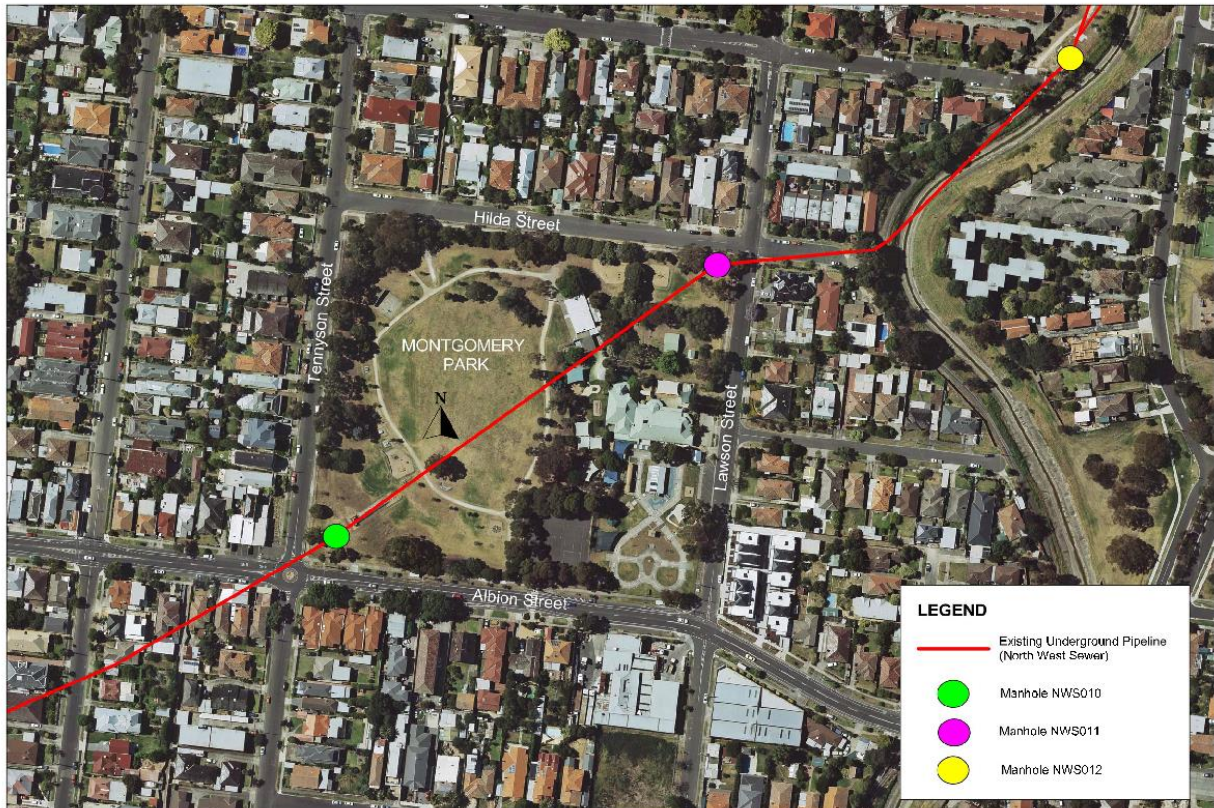 Hilda Street
Tennyson Street
MONTGOMERY
PARK
N
Lawson Street
Albion Street
LEGEND
Existing Underground Pipeline
(North West Sewer)
Manhole NWS010
Manhole NWS011
Manhole NWS012